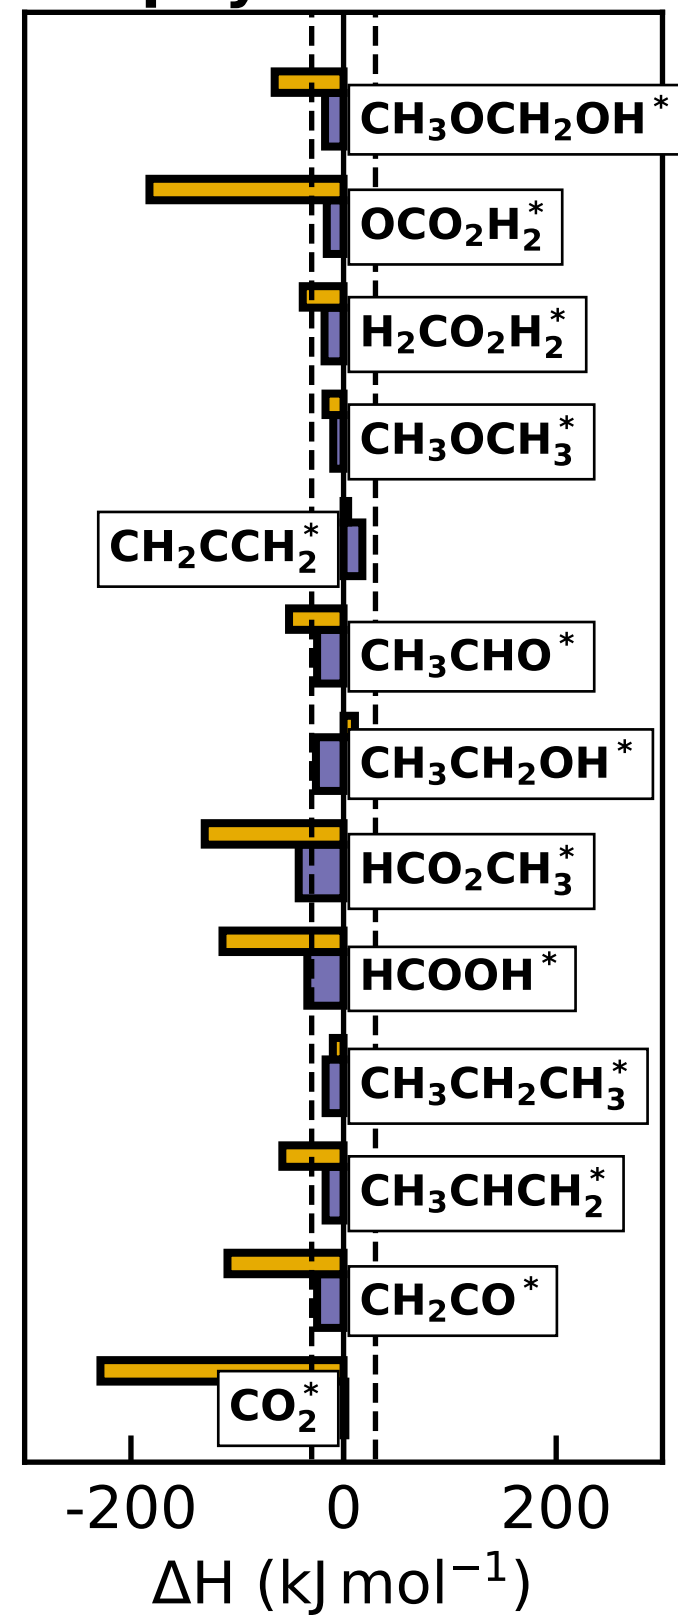 CH₃OCH₂OH*
OCO₂H₂*
H₂CO₂H₂*
CH₃OCH₃*
CH₂CCH₂*
CH₃CHO*
CH₃CH₂OH*
HCO₂CH₃*
HCOOH*
CH₃CH₂CH₃*
CH₃CHCH₂*
CH₂CO*
CO₂*
-200 0 200
ΔH (kJ mol⁻¹)